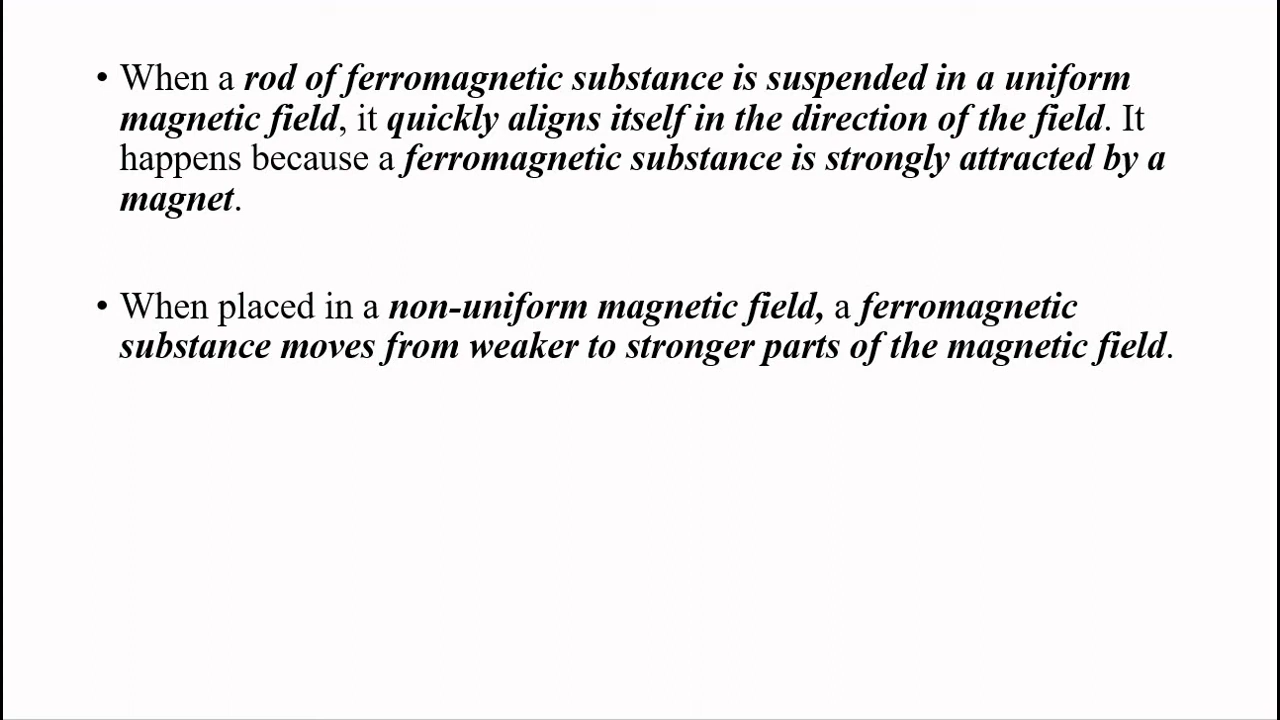 • When a rod of ferromagnetic substance is suspended in a uniform
magnetic field, it quickly aligns itself in the direction of the field. It
happens because a ferromagnetic substance is strongly attracted by a
magnet.
• When placed in a non-uniform magnetic field, a ferromagnetic
substance moves from weaker to stronger parts of the magnetic field.